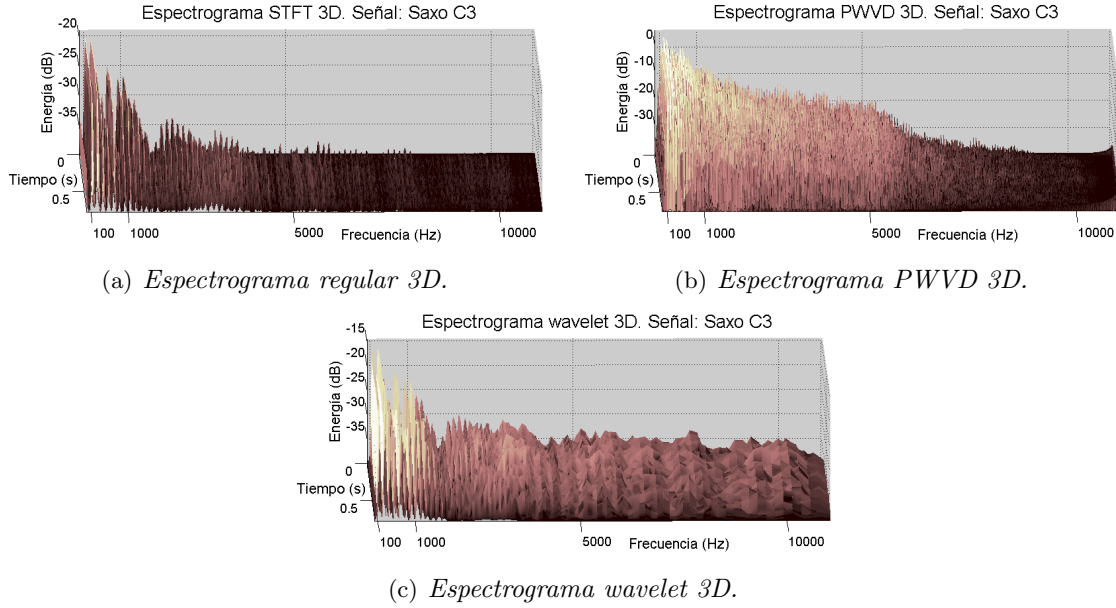 Espectrograma STFT 3D. Señal: Saxo C3
-20
-25
-30
-35
Energía (dB)
0
Tiempo (s)
0.5
100
1000
5000
Frecuencia (Hz)
10000
(a) Espectrograma regular 3D.
Espectrograma PWVD 3D. Señal: Saxo C3
0
-10
-20
-30
Energía (dB)
0
Tiempo (s)
0.5
100
1000
5000
Frecuencia (Hz)
10000
(b) Espectrograma PWVD 3D.
Espectrograma wavelet 3D. Señal: Saxo C3
-15
-20
-25
-30
-35
Energía (dB)
0
Tiempo (s)
0.5
100
1000
5000
Frecuencia (Hz)
10000
(c) Espectrograma wavelet 3D.